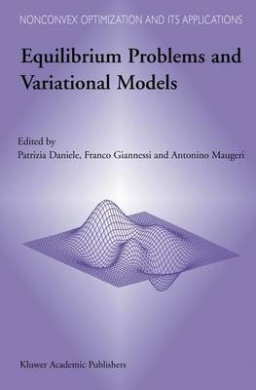 NONCONVEX OPTIMIZATION AND ITS APPLICATIONS
Equilibrium Problems and
Variational Models
Edited by
Patrizia Daniele, Franco Giannessi and Antonino Maugeri
Kluwer Academic Publishers